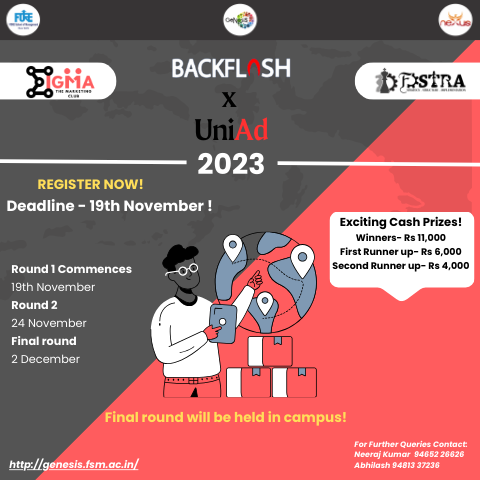 FORE
GeNeSiS
nexus
SIGMA
THE MARKETING
CLUB
FSTRA
BACKFLASH
x
UniAd
2023
REGISTER NOW!
Deadline - 19th November !
Exciting Cash Prizes!
Winners- Rs 11,000
First Runner up- Rs 6,000
Second Runner up- Rs 4,000
Round 1 Commences
19th November
Round 2
24 November
Final round
2 December
Final round will be held in campus!
http://genesis.fsm.ac.in/
For Further Queries Contact:
Neeraj Kumar 94652 26626
Abhilash 94813 37236